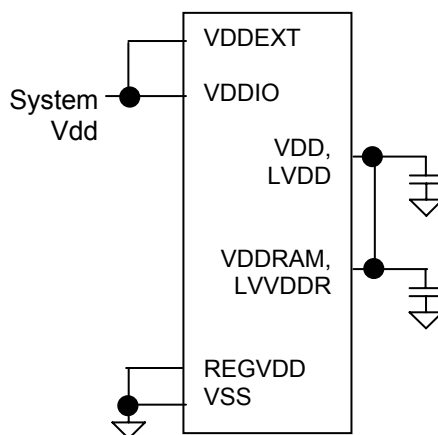 VDDEXT
System
Vdd
VDDIO
VDD,
LVDD
VDDRAM,
LVVDDR
REGVDD
VSS